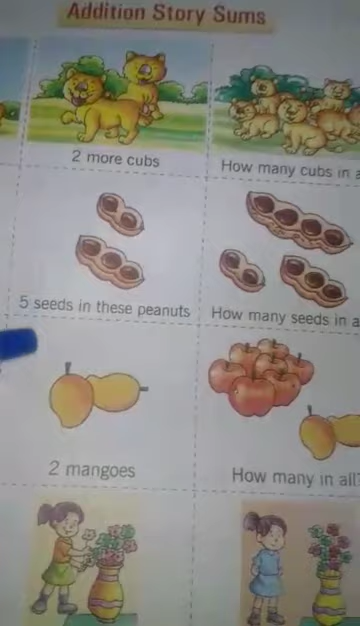 Addition Story Sums
2 more cubs
How many cubs in a
5 seeds in these peanuts
How many seeds in a
2 mangoes
How many in all?